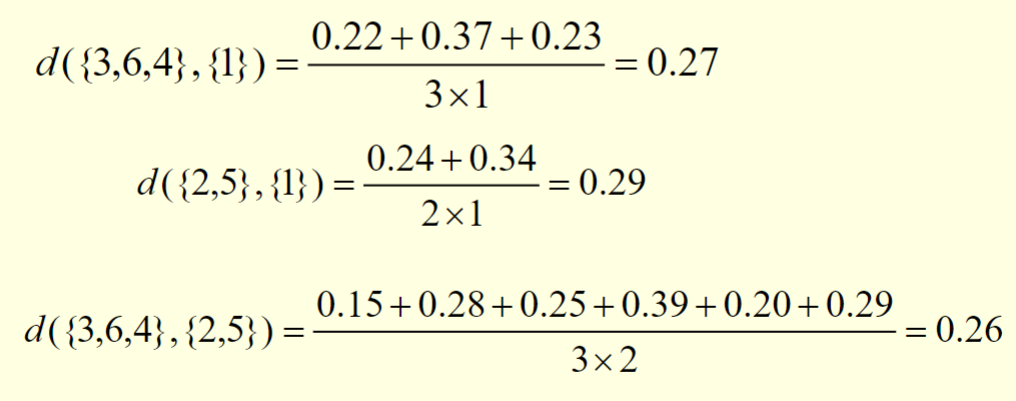 d({3,6,4},{1}) = (0.22+0.37+0.23)/(3×1) = 0.27
d({2,5},{1}) = (0.24+0.34)/(2×1) = 0.29
d({3,6,4},{2,5}) = (0.15+0.28+0.25+0.39+0.20+0.29)/(3×2) = 0.26